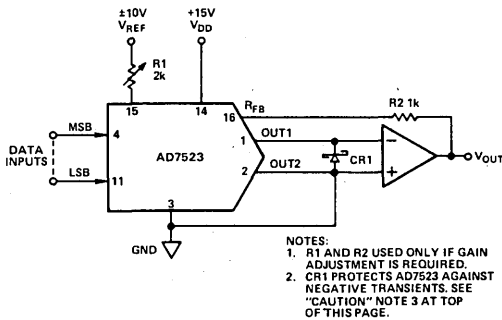 ±10V
VREF
+15V
VDD
R1
2k
15
14
RFB
16
R2 1k
MSB
4
OUT1
1
−
DATA
INPUTS
AD7523
CR1
VOUT
LSB
11
2
OUT2
+
3
GND
NOTES:
1. R1 AND R2 USED ONLY IF GAIN
ADJUSTMENT IS REQUIRED.
2. CR1 PROTECTS AD7523 AGAINST
NEGATIVE TRANSIENTS. SEE
"CAUTION" NOTE 3 AT TOP
OF THIS PAGE.